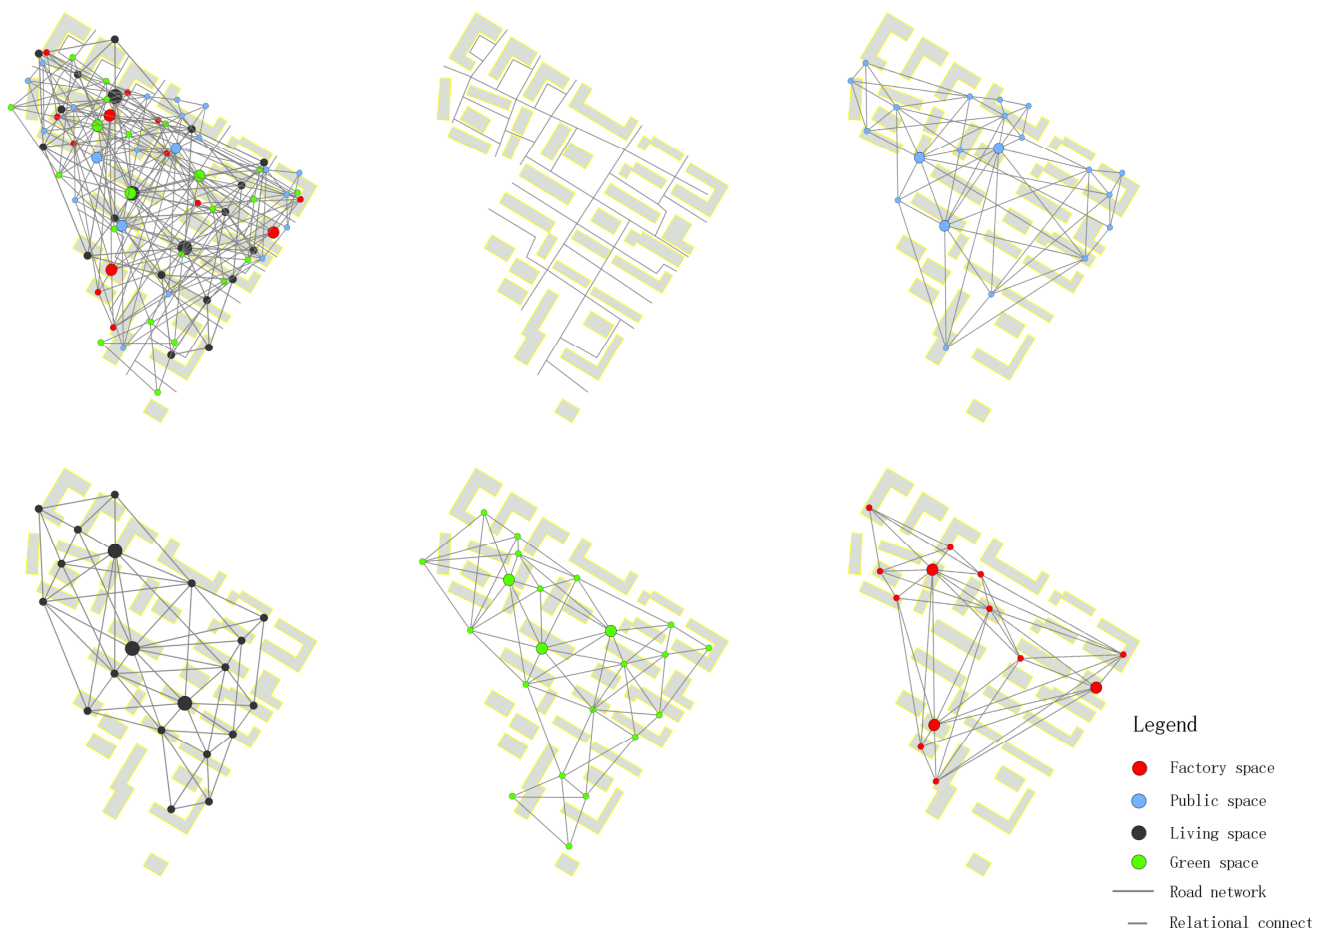 Legend
Factory space
Public space
Living space
Green space
Road network
Relational connect